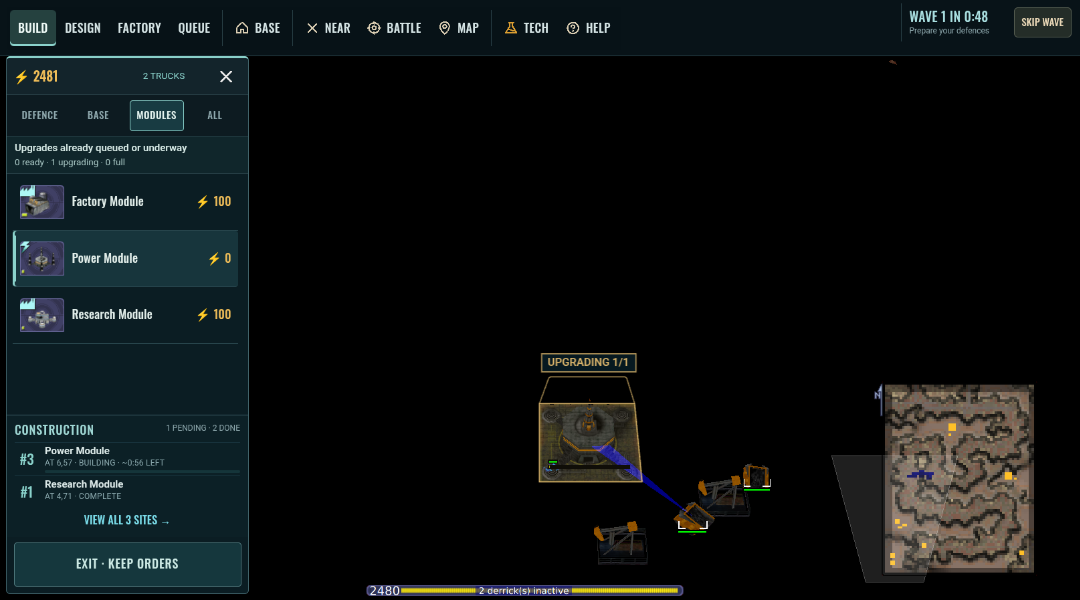 BUILD
DESIGN
FACTORY
QUEUE
BASE
NEAR
BATTLE
MAP
TECH
HELP
WAVE 1 IN 0:48
Prepare your defences
SKIP WAVE
2481
2 TRUCKS
DEFENCE
BASE
MODULES
ALL
Upgrades already queued or underway
0 ready · 1 upgrading · 0 full
Factory Module
100
Power Module
0
Research Module
100
CONSTRUCTION
1 PENDING · 2 DONE
#3
Power Module
AT 6,57 · BUILDING · ~0:56 LEFT
#1
Research Module
AT 4,71 · COMPLETE
VIEW ALL 3 SITES →
EXIT · KEEP ORDERS
UPGRADING 1/1
N
2480
2 derrick(s) inactive